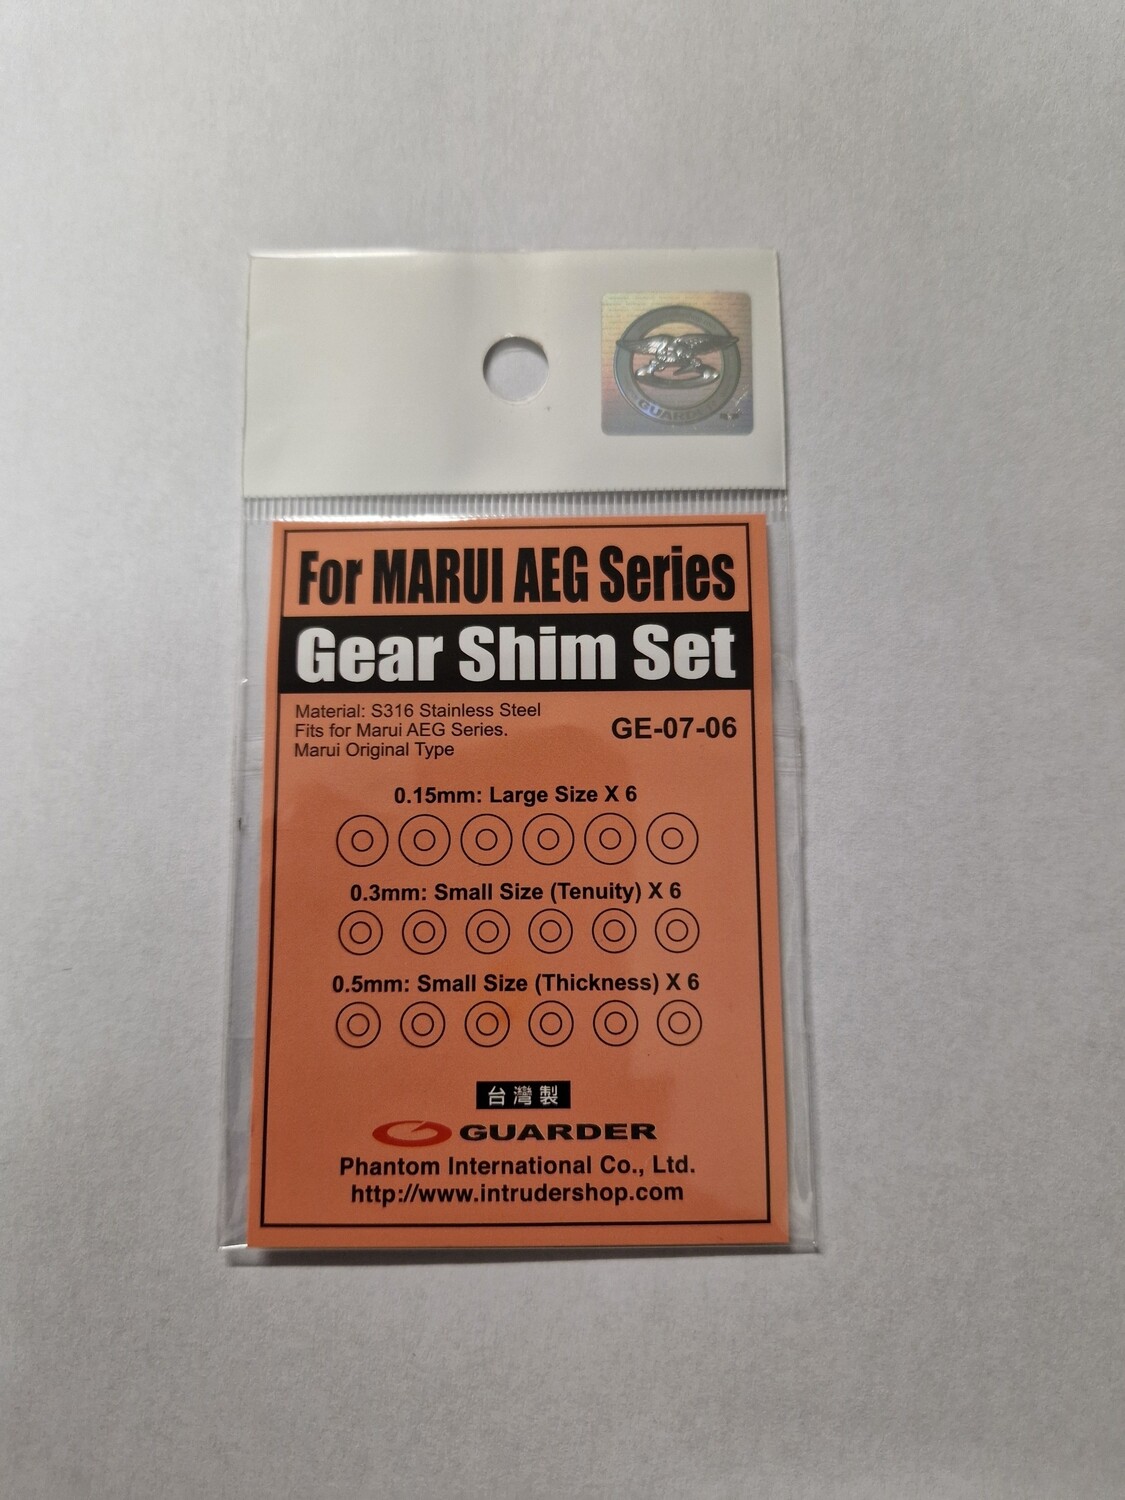 GUARDER
For MARUI AEG Series
Gear Shim Set
Material: S316 Stainless Steel
Fits for Marui AEG Series.
Marui Original Type
GE-07-06
0.15mm: Large Size X 6
0.3mm: Small Size (Tenuity) X 6
0.5mm: Small Size (Thickness) X 6
台灣製
GUARDER
Phantom International Co., Ltd.
http://www.intrudershop.com